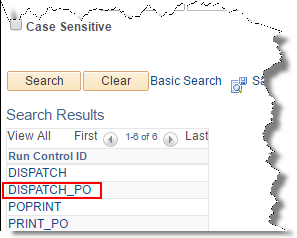 Case Sensitive
Search Clear Basic Search
Search Results
View All First 1-6 of 6 Last
Run Control ID
DISPATCH
DISPATCH_PO
POPRINT
PRINT_PO